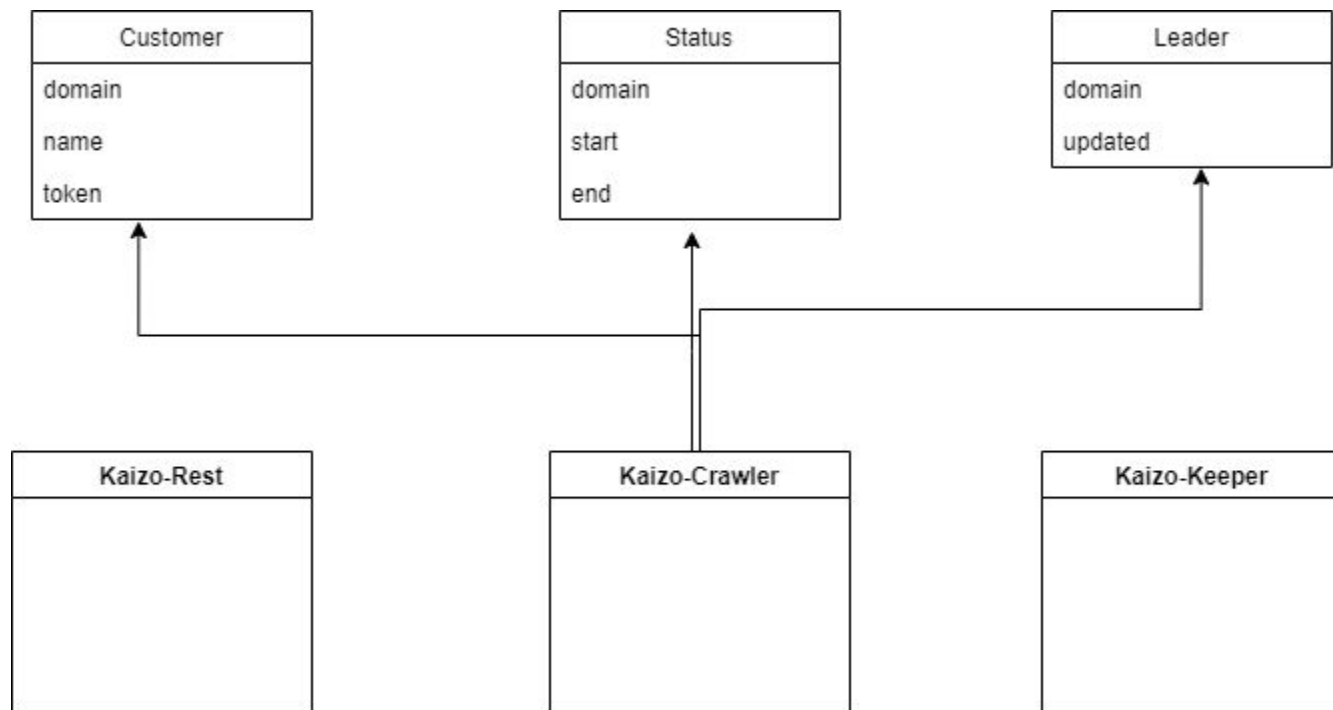 Customer
domain
name
token
Status
domain
start
end
Leader
domain
updated
Kaizo-Rest
Kaizo-Crawler
Kaizo-Keeper